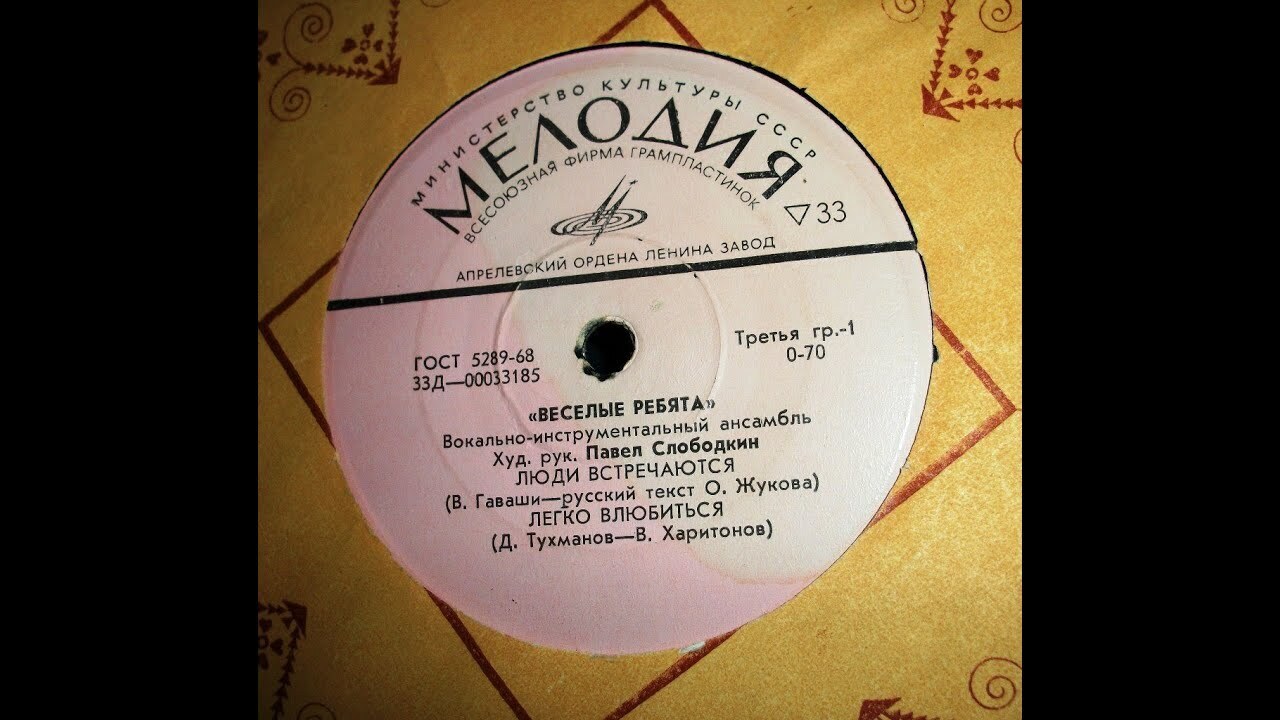 МИНИСТЕРСТВО КУЛЬТУРЫ СССР
МЕЛОДИЯ
ВСЕСОЮЗНАЯ ФИРМА ГРАМПЛАСТИНОК
▽33
АПРЕЛЕВСКИЙ ОРДЕНА ЛЕНИНА ЗАВОД
ГОСТ 5289-68
33Д—00033185
Третья гр.-1
0-70
«ВЕСЕЛЫЕ РЕБЯТА»
Вокально-инструментальный ансамбль
Худ. рук. Павел Слободкин
ЛЮДИ ВСТРЕЧАЮТСЯ
(В. Гаваши—русский текст О. Жукова)
ЛЕГКО ВЛЮБИТЬСЯ
(Д. Тухманов—В. Харитонов)